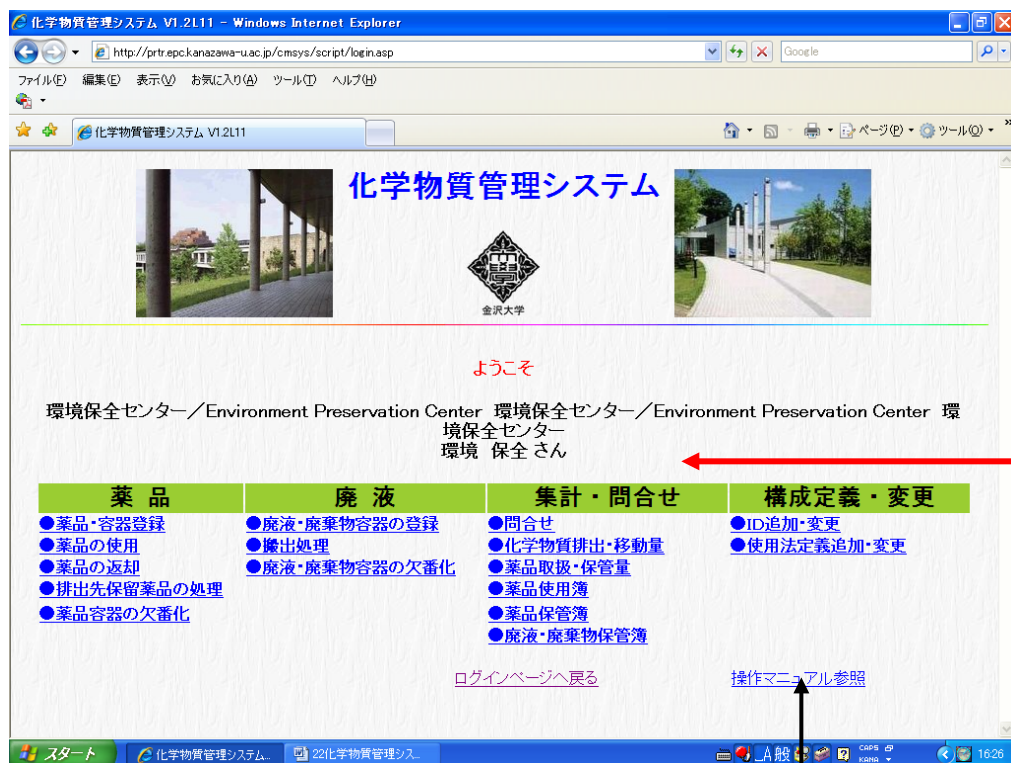 化学物質管理システム V1.2L11 - Windows Internet Explorer
http://prtr.epc.kanazawa-u.ac.jp/cmsys/script/login.asp
Google
ファイル(F) 編集(E) 表示(V) お気に入り(A) ツール(T) ヘルプ(H)
化学物質管理システム V1.2L11
ページ(P) ツール(O)
化学物質管理システム
金沢大学
ようこそ
環境保全センター／Environment Preservation Center 環境保全センター／Environment Preservation Center 環
境保全センター
環境 保全 さん
薬 品 廃 液 集計・問合せ 構成定義・変更
●薬品・容器登録 ●廃液・廃棄物容器の登録 ●問合せ ●ID追加・変更
●薬品の使用 ●搬出処理 ●化学物質排出・移動量 ●使用法定義追加・変更
●薬品の返却 ●廃液・廃棄物容器の欠番化 ●薬品取扱・保管量
●排出先保留薬品の処理 ●薬品使用簿
●薬品容器の欠番化 ●薬品保管簿
●廃液・廃棄物保管簿
ログインページへ戻る 操作マニュアル参照
スタート 化学物質管理システム... 22化学物質管理シス... A 般 CAPS KANA 16:26